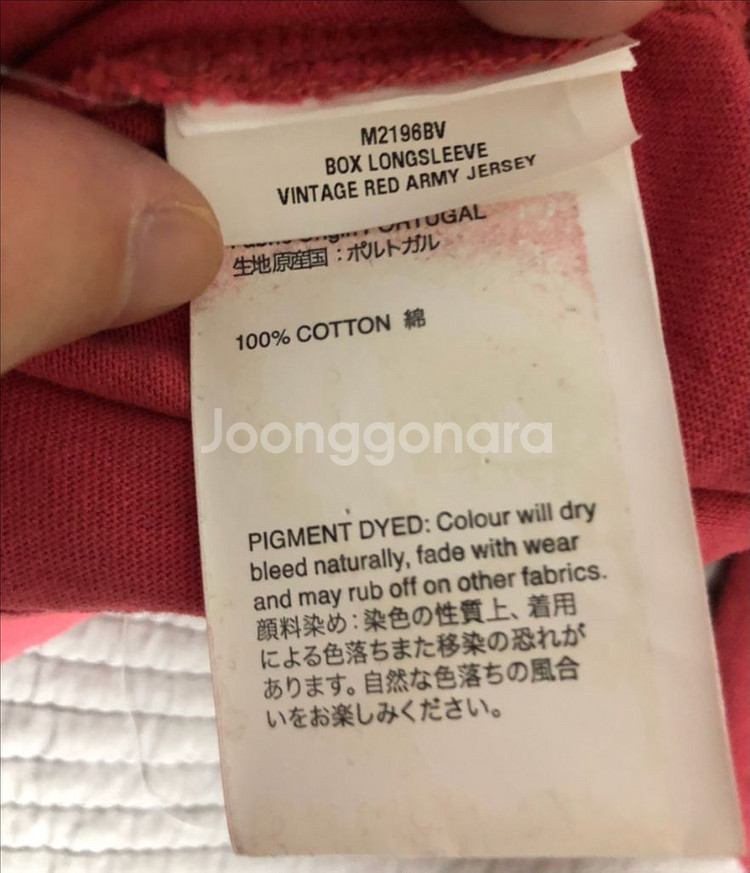 M2196BV
BOX LONGSLEEVE
VINTAGE RED ARMY JERSEY
PORTUGAL
生地原産国：ポルトガル
100% COTTON 綿
Joonggonara
PIGMENT DYED: Colour will dry
bleed naturally, fade with wear
and may rub off on other fabrics.
顔料染め：染色の性質上、着用
による色落ちまた移染の恐れが
あります。自然な色落ちの風合
いをお楽しみください。